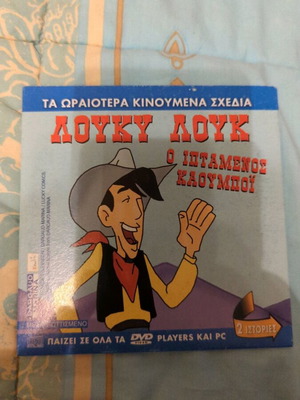 ΤΑ ΩΡΑΙΟΤΕΡΑ ΚΙΝΟΥΜΕΝΑ ΣΧΕΔΙΑ
ΛΟΥΚΥ ΛΟΥΚ
Ο ΙΠΤΑΜΕΝΟΣ
ΚΑΟΥΜΠΟΪ
2 ΙΣΤΟΡΙΕΣ
ΠΑΙΖΕΙ ΣΕ ΟΛΑ ΤΑ DVD PLAYERS ΚΑΙ PC